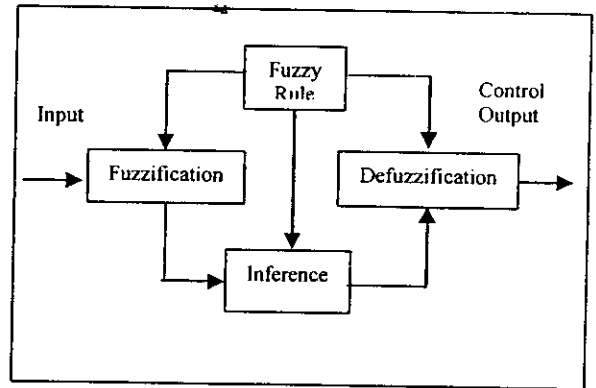 Fuzzy
Rule
Control
Output
Input
Fuzzification
Defuzzification
Inference